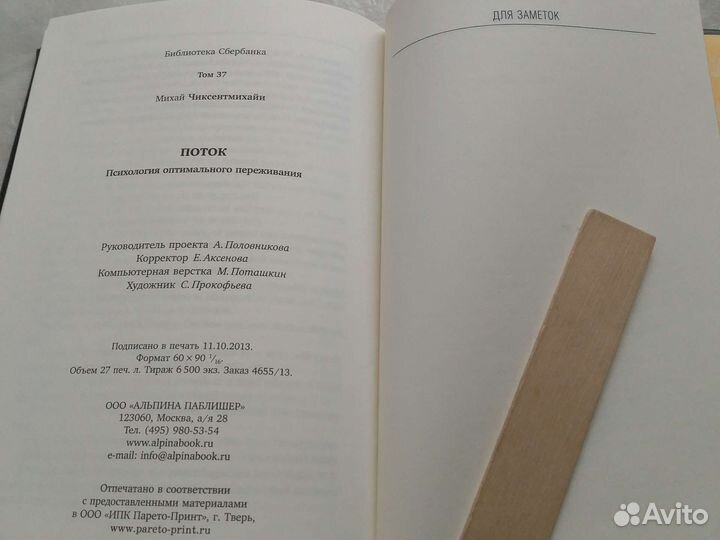 Библиотека Сбербанка
Том 37
Михай Чиксентмихайи
ПОТОК
Психология оптимального переживания
Руководитель проекта А. Половникова
Корректор Е. Аксенова
Компьютерная верстка М. Поташкин
Художник С. Прокофьева
Подписано в печать 11.10.2013.
Формат 60 × 90 1/16.
Объем 27 печ. л. Тираж 6 500 экз. Заказ 4655/13.
ООО «АЛЬПИНА ПАБЛИШЕР»
123060, Москва, а/я 28
Тел. (495) 980-53-54
www.alpinabook.ru
e-mail: info@alpinabook.ru
Отпечатано в соответствии
с предоставленными материалами
в ООО «ИПК Парето-Принт», г. Тверь,
www.pareto-print.ru
ДЛЯ ЗАМЕТОК
Avito